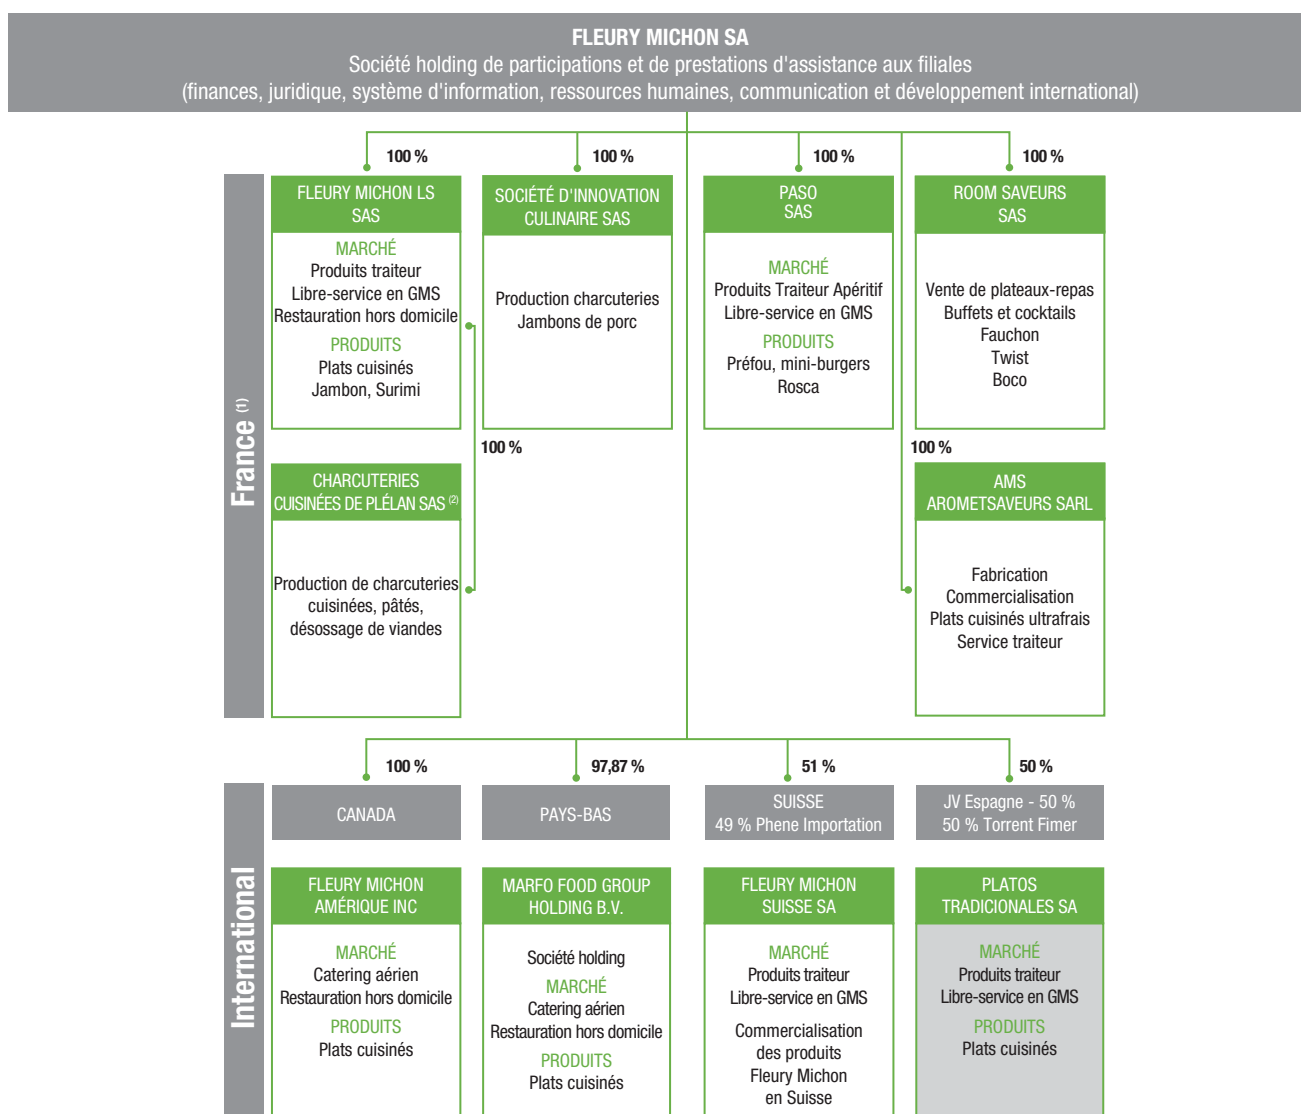 FLEURY MICHON SA
Société holding de participations et de prestations d'assistance aux filiales
(finances, juridique, système d'information, ressources humaines, communication et développement international)
100 %
100 %
100 %
100 %
France (1)
FLEURY MICHON LS
SAS
MARCHÉ
Produits traiteur
Libre-service en GMS
Restauration hors domicile
PRODUITS
Plats cuisinés
Jambon, Surimi
SOCIÉTÉ D'INNOVATION
CULINAIRE SAS
Production charcuteries
Jambons de porc
PASO
SAS
MARCHÉ
Produits Traiteur Apéritif
Libre-service en GMS
PRODUITS
Préfou, mini-burgers
Rosca
ROOM SAVEURS
SAS
Vente de plateaux-repas
Buffets et cocktails
Fauchon
Twist
Boco
100 %
100 %
CHARCUTERIES
CUISINÉES DE PLÉLAN SAS (2)
Production de charcuteries
cuisinées, pâtés,
désossage de viandes
AMS
AROMETSAVEURS SARL
Fabrication
Commercialisation
Plats cuisinés ultrafrais
Service traiteur
100 %
97,87 %
51 %
50 %
International
CANADA
PAYS-BAS
SUISSE
49 % Phene Importation
JV Espagne - 50 %
50 % Torrent Fimer
FLEURY MICHON
AMÉRIQUE INC
MARCHÉ
Catering aérien
Restauration hors domicile
PRODUITS
Plats cuisinés
MARFO FOOD GROUP
HOLDING B.V.
Société holding
MARCHÉ
Catering aérien
Restauration hors domicile
PRODUITS
Plats cuisinés
FLEURY MICHON
SUISSE SA
MARCHÉ
Produits traiteur
Libre-service en GMS
Commercialisation
des produits
Fleury Michon
en Suisse
PLATOS
TRADICIONALES SA
MARCHÉ
Produits traiteur
Libre-service en GMS
PRODUITS
Plats cuisinés